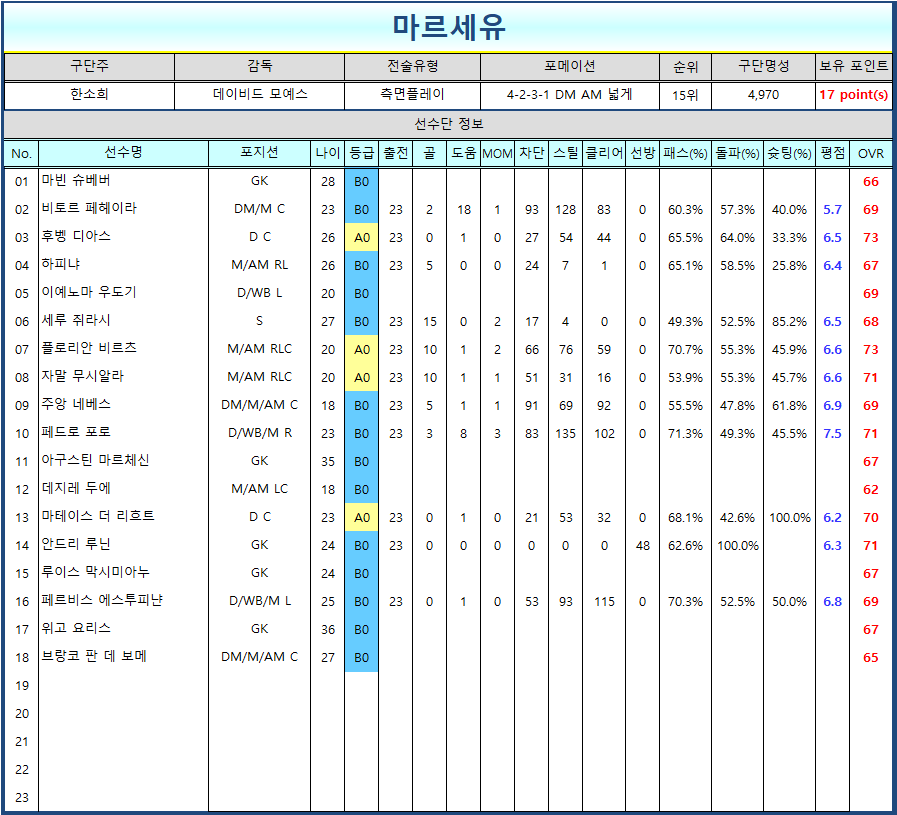 마르세유
구단주 감독 전술유형 포메이션 순위 구단명성 보유 포인트
한소희 데이비드 모예스 측면플레이 4-2-3-1 DM AM 넓게 15위 4,970 17 point(s)
선수단 정보
No. 선수명 포지션 나이 등급 출전 골 도움 MOM 차단 스틸 클리어 선방 패스(%) 돌파(%) 슛팅(%) 평점 OVR
01 마빈 슈베버 GK 28 B0 66
02 비토르 페헤이라 DM/M C 23 B0 23 2 18 1 93 128 83 0 60.3% 57.3% 40.0% 5.7 69
03 후벵 디아스 D C 26 A0 23 0 1 0 27 54 44 0 65.5% 64.0% 33.3% 6.5 73
04 하피냐 M/AM RL 26 B0 23 5 0 0 24 7 1 0 65.1% 58.5% 25.8% 6.4 67
05 이예노마 우도기 D/WB L 20 B0 69
06 세루 쥐라시 S 27 B0 23 15 0 2 17 4 0 0 49.3% 52.5% 85.2% 6.5 68
07 플로리안 비르츠 M/AM RLC 20 A0 23 10 1 2 66 76 59 0 70.7% 55.3% 45.9% 6.6 73
08 자말 무시알라 M/AM RLC 20 A0 23 10 1 1 51 31 16 0 53.9% 55.3% 45.7% 6.6 71
09 주앙 네베스 DM/M/AM C 18 B0 23 5 1 1 91 69 92 0 55.5% 47.8% 61.8% 6.9 69
10 페드로 포로 D/WB/M R 23 B0 23 3 8 3 83 135 102 0 71.3% 49.3% 45.5% 7.5 71
11 아구스틴 마르체신 GK 35 B0 67
12 데지레 두에 M/AM LC 18 B0 62
13 마테이스 더 리흐트 D C 23 A0 23 0 1 0 21 53 32 0 68.1% 42.6% 100.0% 6.2 70
14 안드리 루닌 GK 24 B0 23 0 0 0 0 0 0 48 62.6% 100.0% 6.3 71
15 루이스 막시미아누 GK 24 B0 67
16 페르비스 에스투피냔 D/WB/M L 25 B0 23 0 1 0 53 93 115 0 70.3% 52.5% 50.0% 6.8 69
17 위고 요리스 GK 36 B0 67
18 브랑코 판 데 보메 DM/M/AM C 27 B0 65
19
20
21
22
23